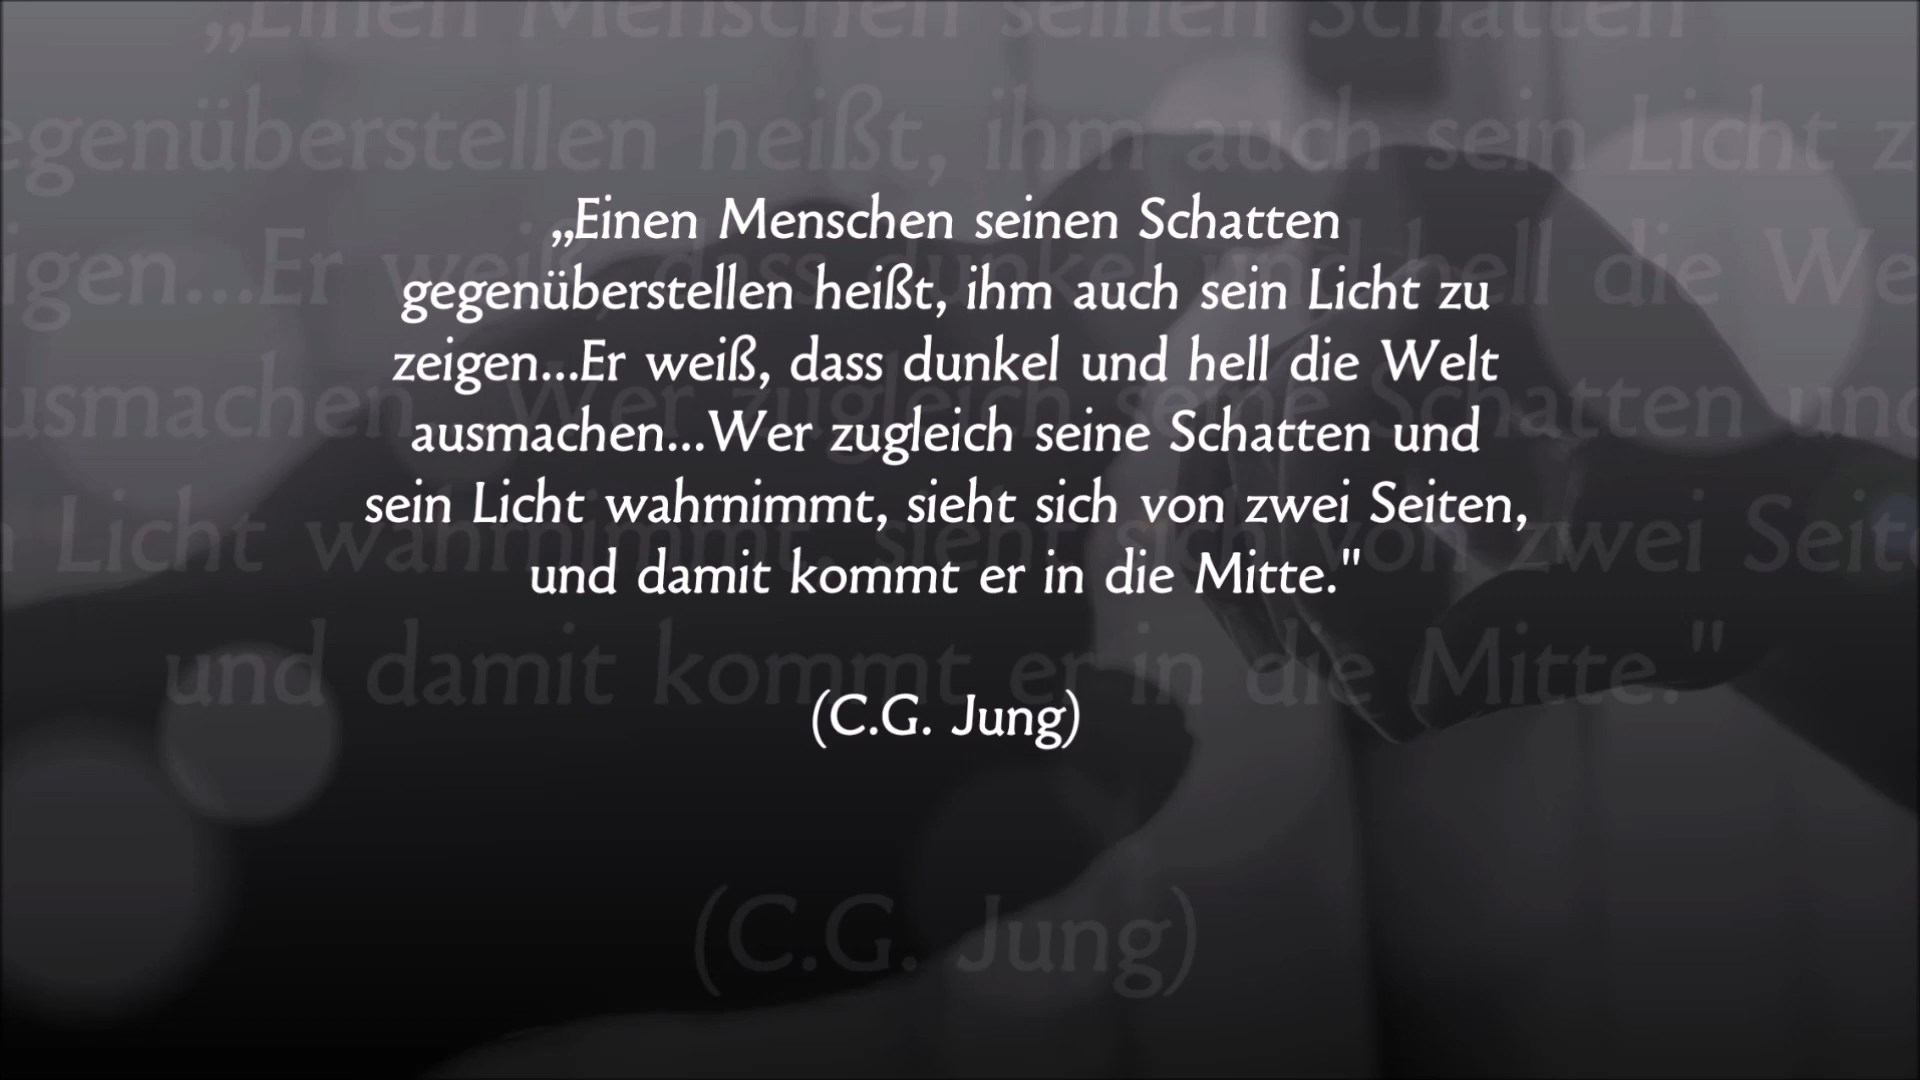 „Einen Menschen seinen Schatten
gegenüberstellen heißt, ihm auch sein Licht zu
zeigen...Er weiß, dass dunkel und hell die Welt
ausmachen...Wer zugleich seine Schatten und
sein Licht wahrnimmt, sieht sich von zwei Seiten,
und damit kommt er in die Mitte."
(C.G. Jung)